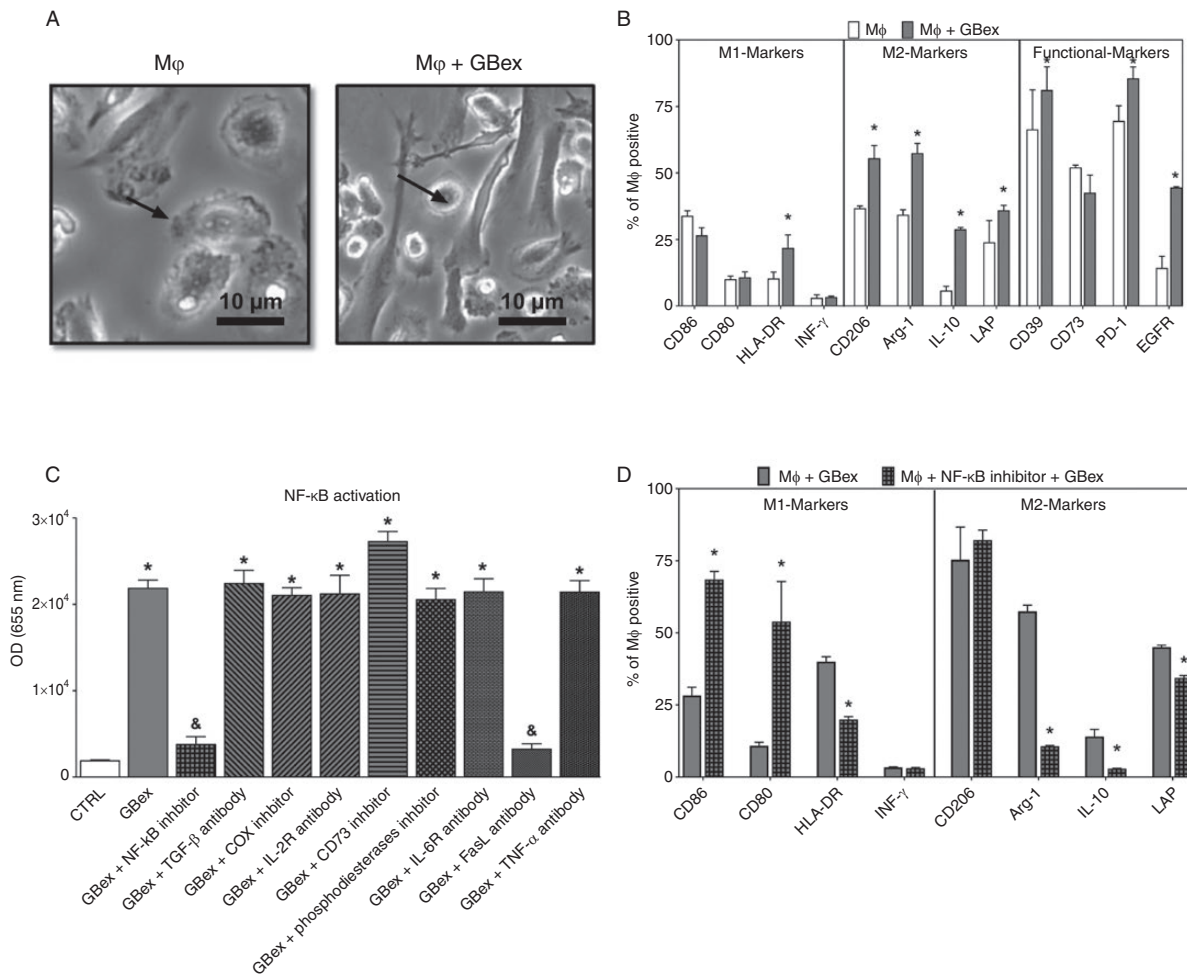 A
Mφ
Mφ + GBex
10 µm
10 µm
B
Mϕ
Mϕ + GBex
M1-Markers
M2-Markers
Functional-Markers
% of Mϕ positive
100
75
50
25
0
*
*
*
*
*
*
*
*
CD86
CD80
HLA-DR
INF-γ
CD206
Arg-1
IL-10
LAP
CD39
CD73
PD-1
EGFR
C
NF-κB activation
OD (655 nm)
3×10⁴
2×10⁴
1×10⁴
0
*
&
*
*
*
*
*
*
&
*
CTRL
GBex
GBex + NF-kB inhbitor
GBex + TGF-β antibody
GBex + COX inhibitor
GBex + IL-2R antibody
GBex + CD73 inhibitor
GBex + phosphodiesterases inhibitor
GBex + IL-6R antibody
GBex + FasL antibody
GBex + TNF-α antibody
D
Mϕ + GBex
Mϕ + NF-κB inhibitor + GBex
M1-Markers
M2-Markers
% of Mϕ positive
100
75
50
25
0
*
*
*
*
*
*
CD86
CD80
HLA-DR
INF-γ
CD206
Arg-1
IL-10
LAP